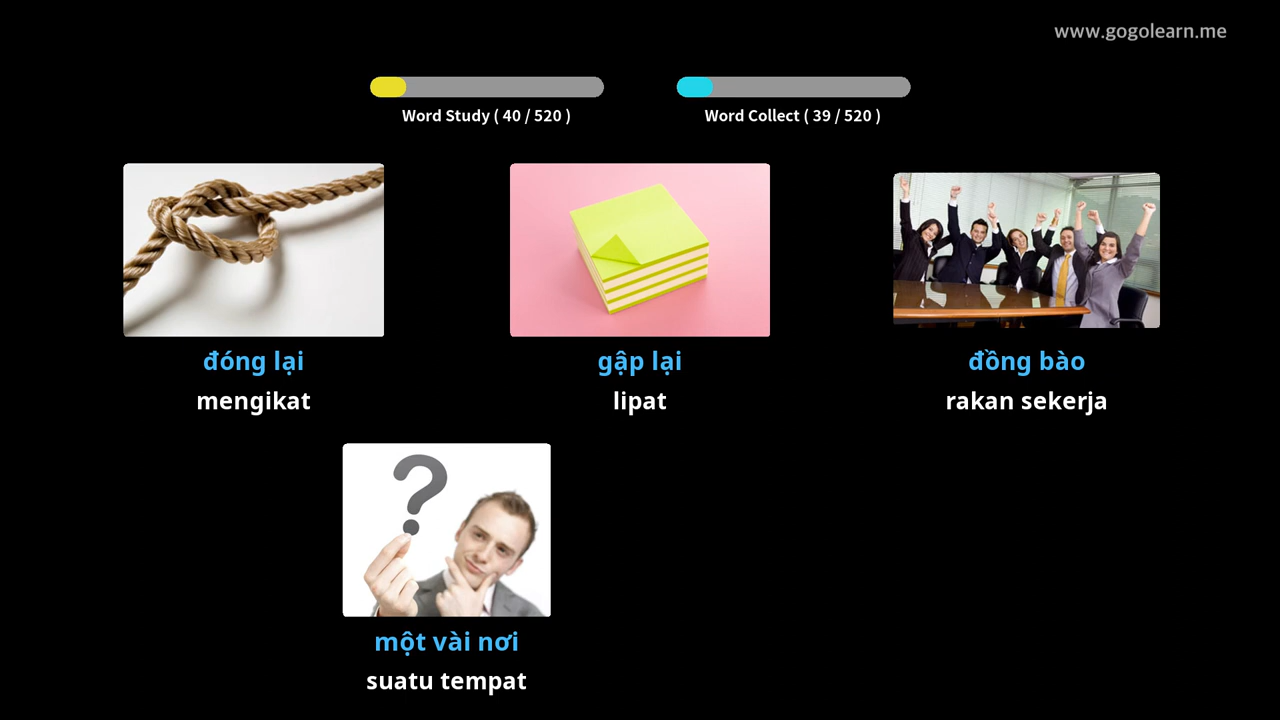 www.gogolearn.me
Word Study ( 40 / 520 )
Word Collect ( 39 / 520 )
đóng lại
mengikat
gập lại
lipat
đồng bào
rakan sekerja
một vài nơi
suatu tempat